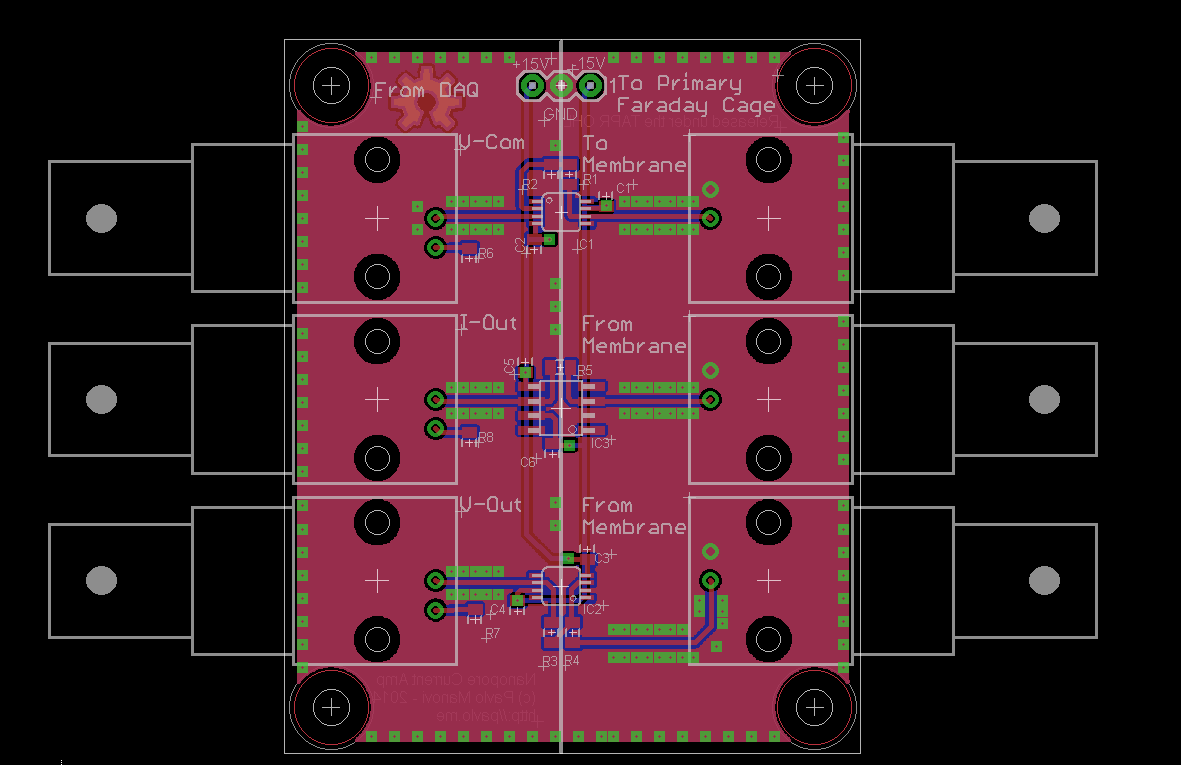 +15V
+15V
From DAQ
1
To Primary
Faraday Cage
GND
Released under the TAPR OHL
V-Com
To
Membrane
R2
R1
C1
C2
C1
R6
I-Out
From
Membrane
C5
R5
R8
IC3
C6
V-Out
From
Membrane
C3
C4
IC2
R7
R3
R4
Nanopore Current Amp
(c) Pavlo Manovi - 2014
http://pavlo.me